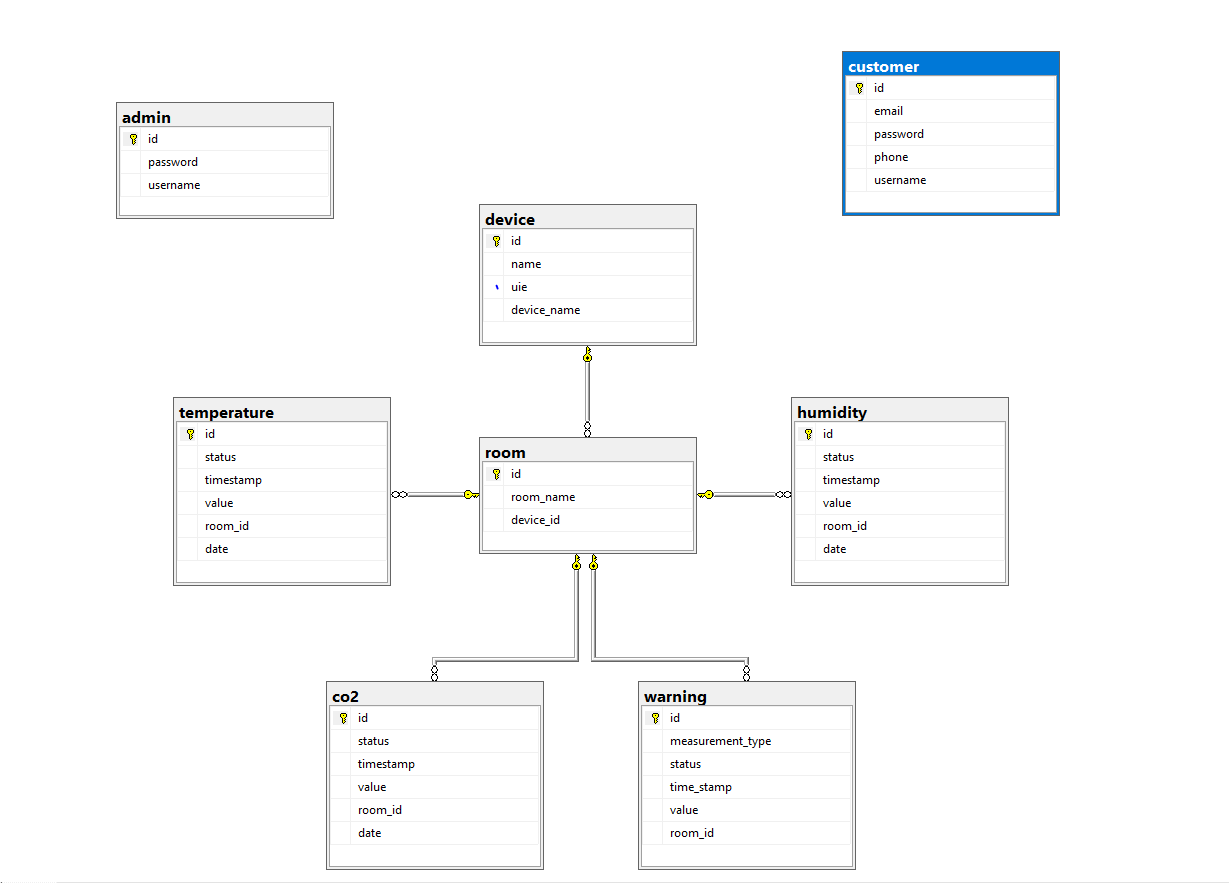 customer
id
email
password
phone
username
admin
id
password
username
device
id
name
uie
device_name
temperature
id
status
timestamp
value
room_id
date
room
id
room_name
device_id
humidity
id
status
timestamp
value
room_id
date
co2
id
status
timestamp
value
room_id
date
warning
id
measurement_type
status
time_stamp
value
room_id